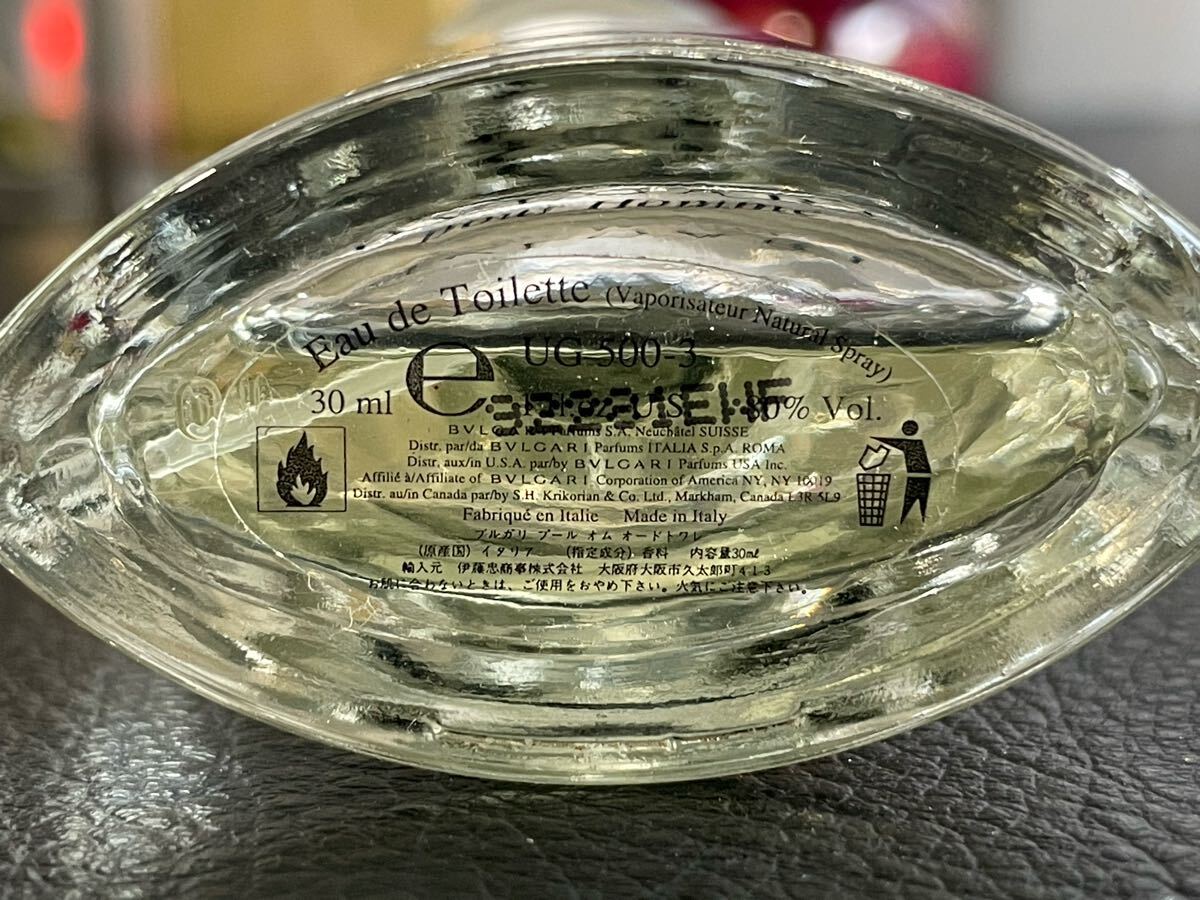 Pour Homme
Eau de Toilette (Vaporisateur Natural Spray)
UG 500-3
30 ml e U.S. 80% Vol.
BVLGARI Parfums S.A. Neuchâtel SUISSE
Distr. par/da BVLGARI Parfums ITALIA S.p.A. ROMA
Distr. aux/in U.S.A. par/by BVLGARI Parfums USA Inc.
Affilié à/Affiliate of BVLGARI Corporation of America NY, NY 10019
Distr. au/in Canada par/by S.H. Krikorian & Co. Ltd., Markham, Canada L3R 5L9
Fabriqué en Italie Made in Italy
ブルガリ プール オム オードトワレ
(原産国) イタリア (指定成分) 香料 内容量30ml
輸入元 伊藤忠商事株式会社 大阪府大阪市久太郎町4-1-3
お肌に合わないときは、ご使用をおやめ下さい。火気にご注意下さい。